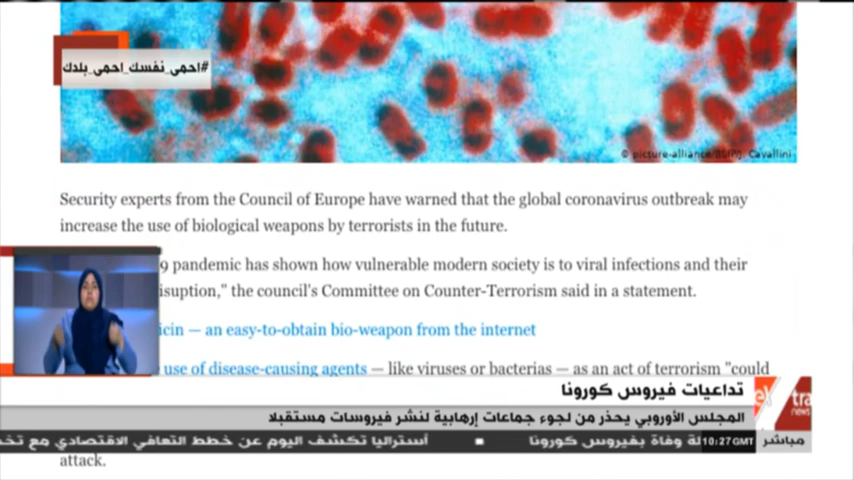 #احمى_نفسك_احمى_بلدك
© picture-alliance/BSIP/J. Cavallini
Security experts from the Council of Europe have warned that the global coronavirus outbreak may
increase the use of biological weapons by terrorists in the future.
9 pandemic has shown how vulnerable modern society is to viral infections and their
isuption," the council's Committee on Counter-Terrorism said in a statement.
icin — an easy-to-obtain bio-weapon from the internet
use of disease-causing agents — like viruses or bacterias — as an act of terrorism "could
تداعيات فيروس كورونا
eX tra
news
المجلس الأوروبي يحذر من لجوء جماعات إرهابية لنشر فيروسات مستقبلا
مباشر
10:27 GMT
لة وفاة بفيروس كورونا
أستراليا تكشف اليوم عن خطط التعافي الاقتصادي مع تخ
attack.